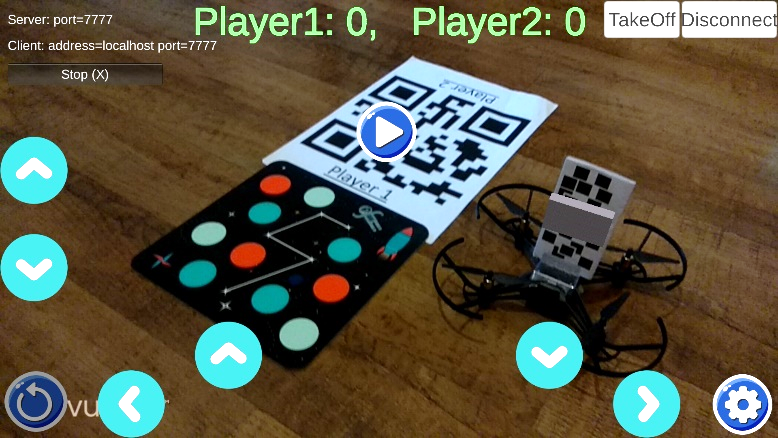 Server: port=7777
Player1: 0,   Player2: 0
TakeOff
Disconnect
Client: address=localhost port=7777
Stop (X)
Player 2
Player 1